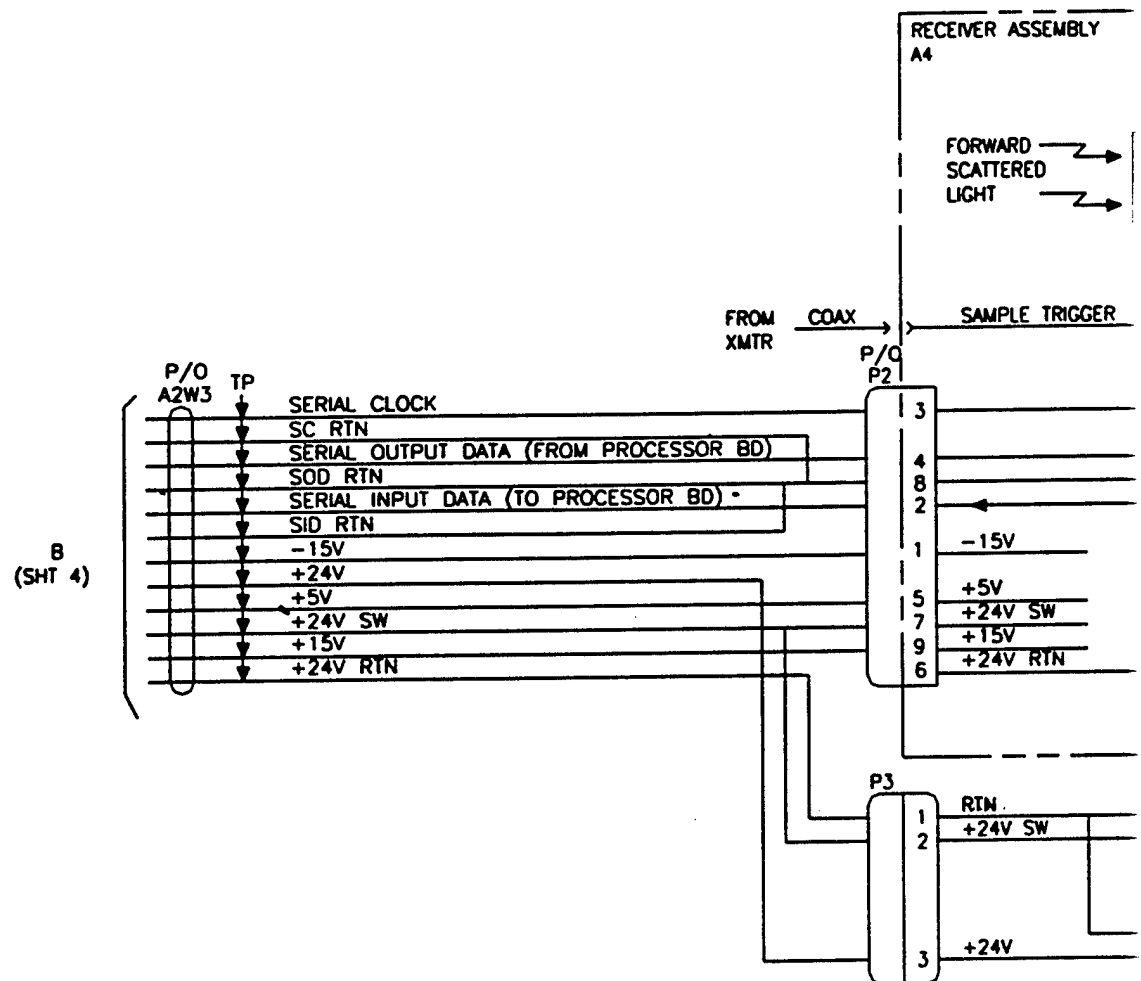 RECEIVER ASSEMBLY
A4
FORWARD
SCATTERED
LIGHT
FROM
XMTR
COAX
SAMPLE TRIGGER
P/O
P2
P/O
A2W3
TP
SERIAL CLOCK
3
SC RTN
SERIAL OUTPUT DATA (FROM PROCESSOR BD)
4
SOD RTN
8
SERIAL INPUT DATA (TO PROCESSOR BD)
2
SID RTN
-15V
1
-15V
B
(SHT 4)
+24V
+5V
5
+5V
+24V SW
7
+24V SW
+15V
9
+15V
+24V RTN
6
+24V RTN
P3
1
RTN
2
+24V SW
3
+24V